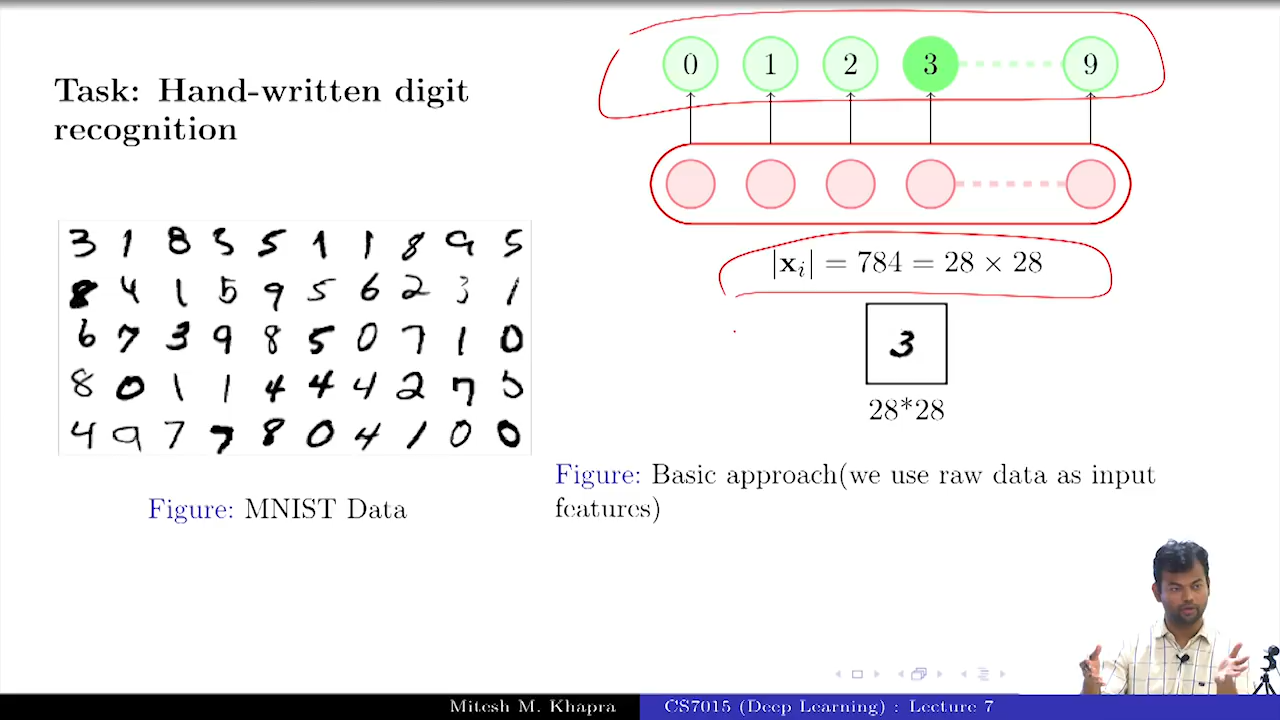 Task: Hand-written digit
recognition
3 1 8 5 5 1 1 8 9 5
8 4 1 5 9 5 6 2 3 1
6 7 3 9 8 5 0 7 1 0
8 0 1 1 4 4 4 2 7 5
4 9 7 7 8 0 4 1 0 0
Figure: MNIST Data
0 1 2 3 9
|xᵢ| = 784 = 28 × 28
3
28*28
Figure: Basic approach(we use raw data as input
features)
Mitesh M. Khapra
CS7015 (Deep Learning) : Lecture 7